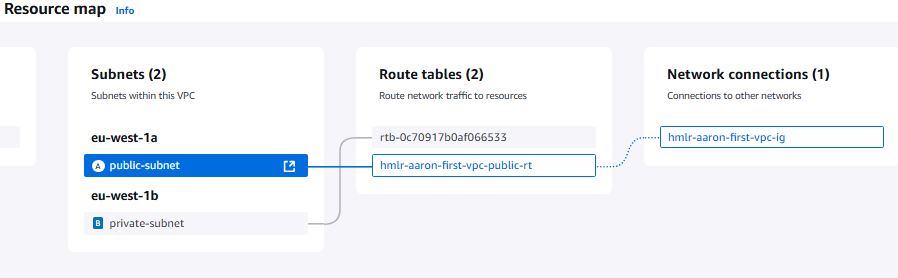 Resource map Info
Subnets (2)
Subnets within this VPC
eu-west-1a
A public-subnet
eu-west-1b
B private-subnet
Route tables (2)
Route network traffic to resources
rtb-0c70917b0af066533
hmlr-aaron-first-vpc-public-rt
Network connections (1)
Connections to other networks
hmlr-aaron-first-vpc-ig